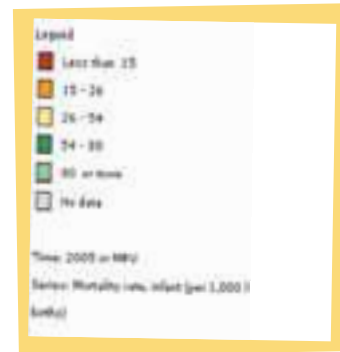 Legend
Less than 15
15 - 26
26 - 54
54 - 80
80 or more
No data
Time: 2005 or MRV
Series: Mortality rate, infant (per 1,000 l
births)